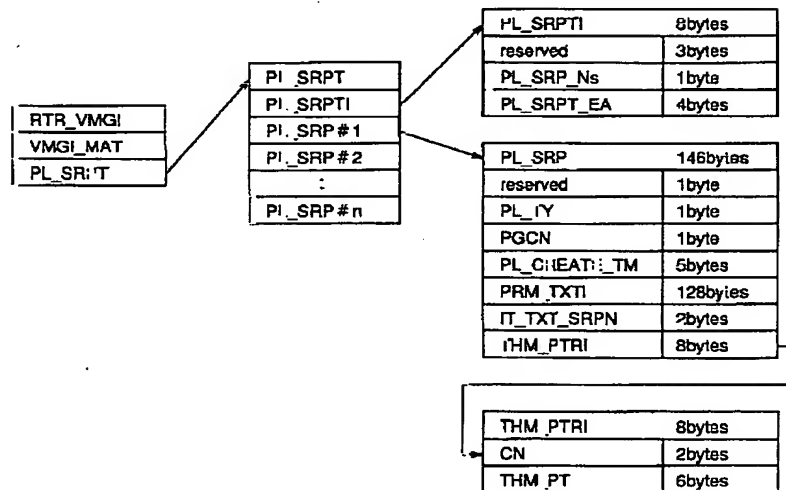 RTR_VMGI
VMGI_MAT
PL_SRPT
PL_SRPT
PL_SRPTI
PL_SRP#1
PL_SRP#2
:
PL_SRP#n
PL_SRPTI 8bytes
reserved 3bytes
PL_SRP_Ns 1byte
PL_SRPT_EA 4bytes
PL_SRP 146bytes
reserved 1byte
PL_TY 1byte
PGCN 1byte
PL_CREATE_TM 5bytes
PRM_TXTI 128bytes
IT_TXT_SRPN 2bytes
THM_PTRI 8bytes
THM_PTRI 8bytes
CN 2bytes
THM_PT 6bytes